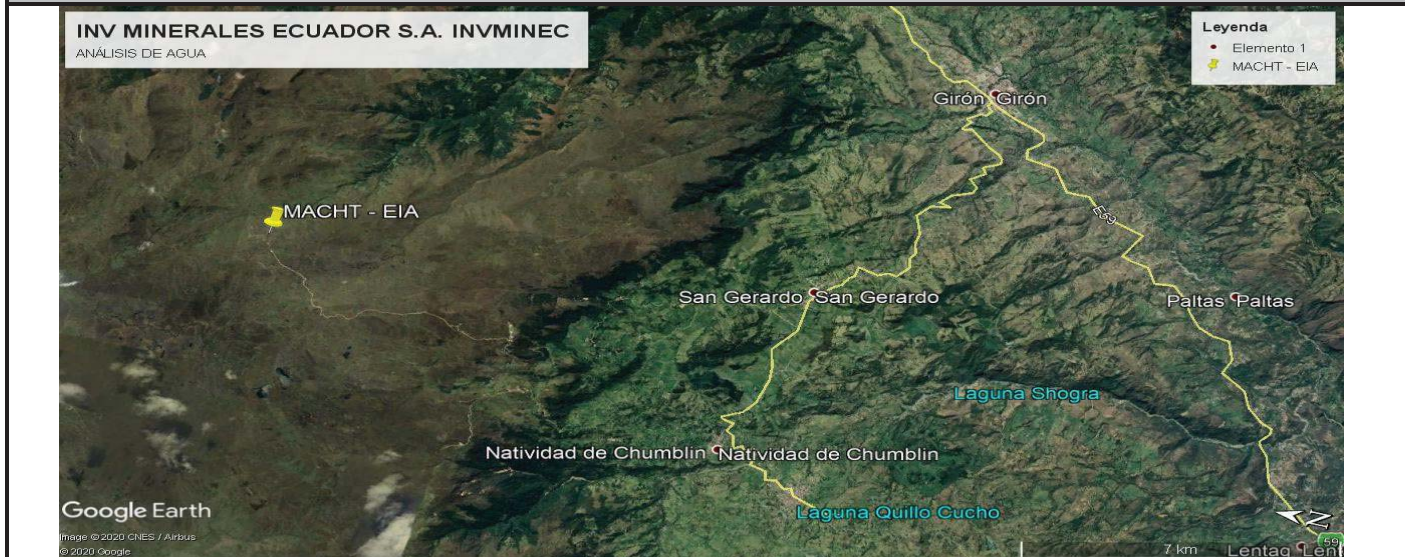 INV MINERALES ECUADOR S.A. INVMINEC
ANÁLISIS DE AGUA
Leyenda
Elemento 1
MACHT - EIA
Girón Girón
MACHT - EIA
E59
San Gerardo San Gerardo
Paltas Paltas
Laguna Shogra
Natividad de Chumblin Natividad de Chumblin
Laguna Quillo Cucho
Google Earth
Image © 2020 CNES / Airbus
© 2020 Google
N
59
7 km
Lentag Lent